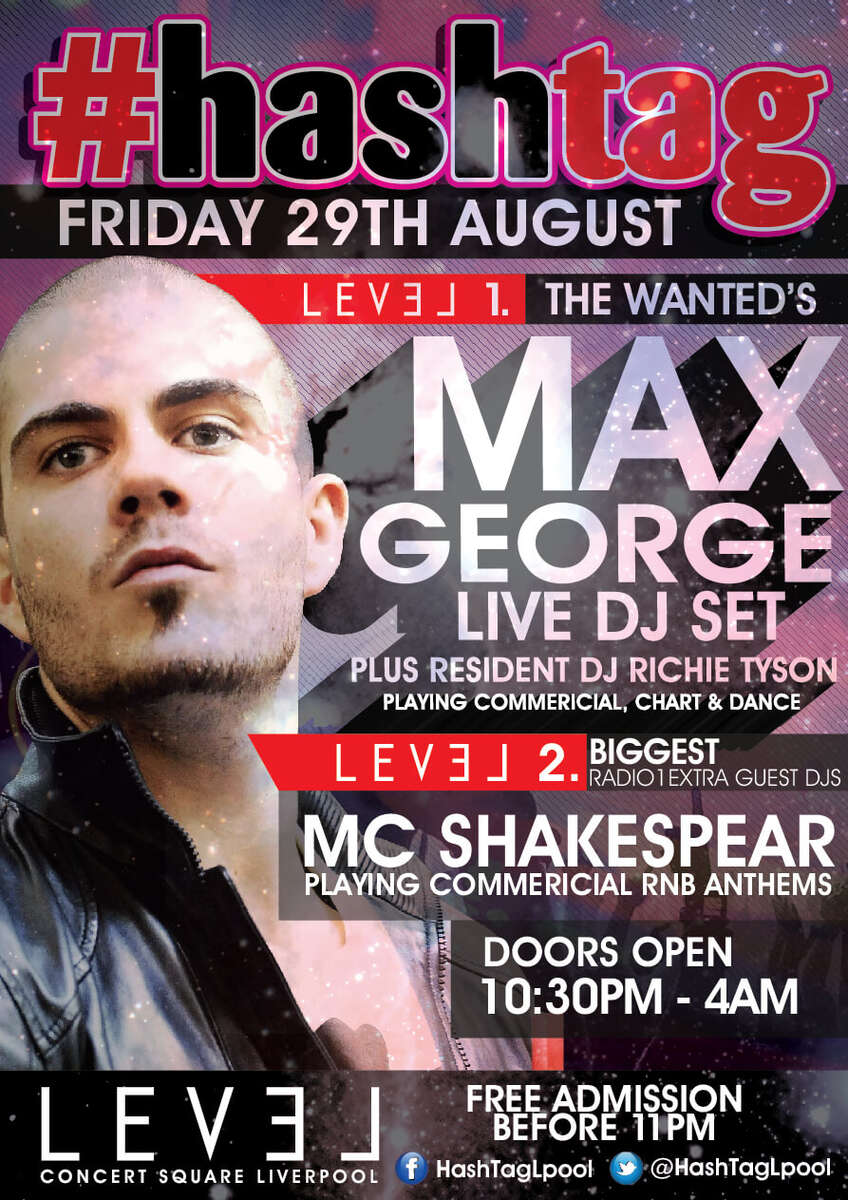 #hashtag
FRIDAY 29TH AUGUST
LEVEL 1. THE WANTED'S
MAX
GEORGE
LIVE DJ SET
PLUS RESIDENT DJ RICHIE TYSON
PLAYING COMMERICIAL, CHART & DANCE
LEVEL 2. BIGGEST
RADIO1EXTRA GUEST DJS
MC SHAKESPEAR
PLAYING COMMERICIAL RNB ANTHEMS
DOORS OPEN
10:30PM - 4AM
LEVEL
CONCERT SQUARE LIVERPOOL
FREE ADMISSION
BEFORE 11PM
f HashTagLpool @HashTagLpool